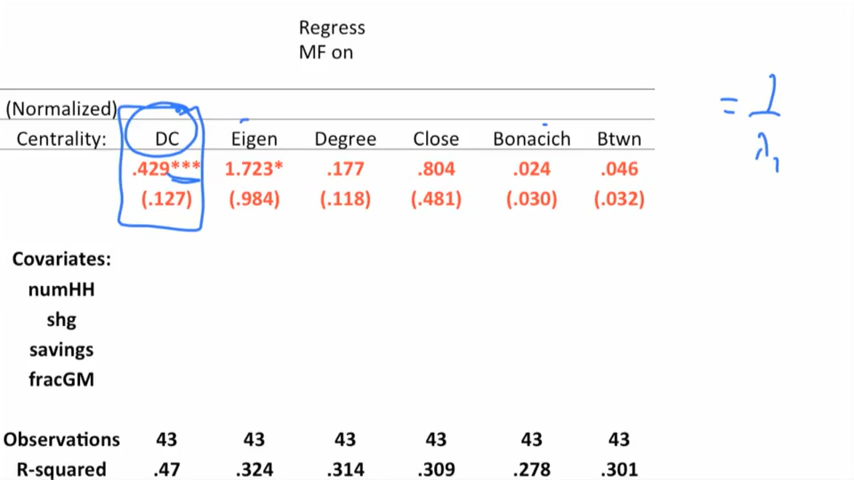 Regress
MF on
(Normalized)
Centrality: DC Eigen Degree Close Bonacich Btwn
.429*** 1.723* .177 .804 .024 .046
(.127) (.984) (.118) (.481) (.030) (.032)
= 1
λ1
Covariates:
numHH
shg
savings
fracGM
Observations 43 43 43 43 43 43
R-squared .47 .324 .314 .309 .278 .301